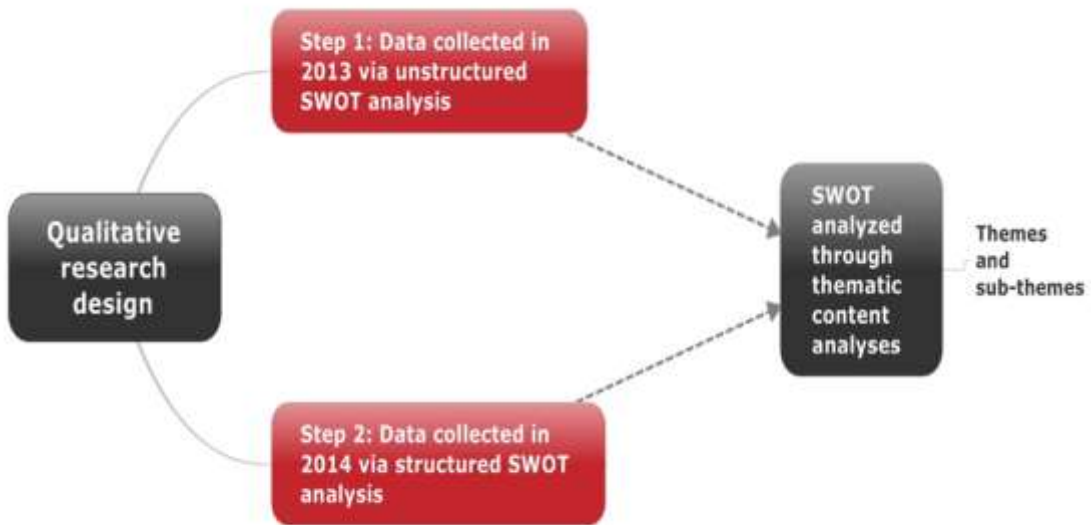 Qualitative
research
design
Step 1: Data collected in
2013 via unstructured
SWOT analysis
Step 2: Data collected in
2014 via structured SWOT
analysis
SWOT
analyzed
through
thematic
content
analyses
Themes
and
sub-themes